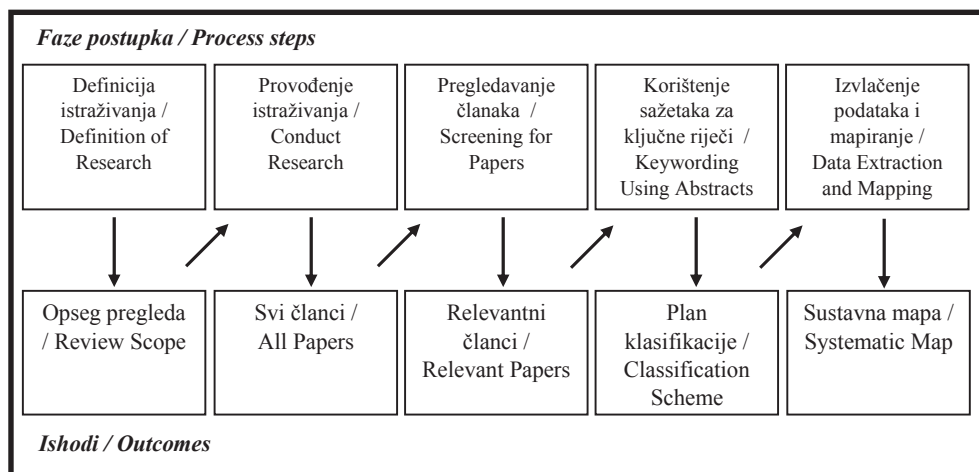 Faze postupka / Process steps
Definicija
istraživanja /
Definition of
Research
Provođenje
istraživanja /
Conduct
Research
Pregledavanje
članaka /
Screening for
Papers
Korištenje
sažetaka za
ključne riječi /
Keywording
Using Abstracts
Izvlačenje
podataka i
mapiranje /
Data Extraction
and Mapping
Opseg pregleda
/ Review Scope
Svi članci /
All Papers
Relevantni
članci /
Relevant Papers
Plan
klasifikacije /
Classification
Scheme
Sustavna mapa /
Systematic Map
Ishodi / Outcomes